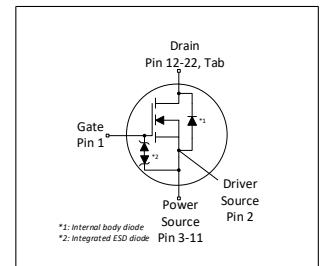 Drain
Pin 12-22, Tab
*1
Gate
Pin 1
*2
Driver
Source
Pin 2
Power
Source
Pin 3-11
*1: Internal body diode
*2: Integrated ESD diode